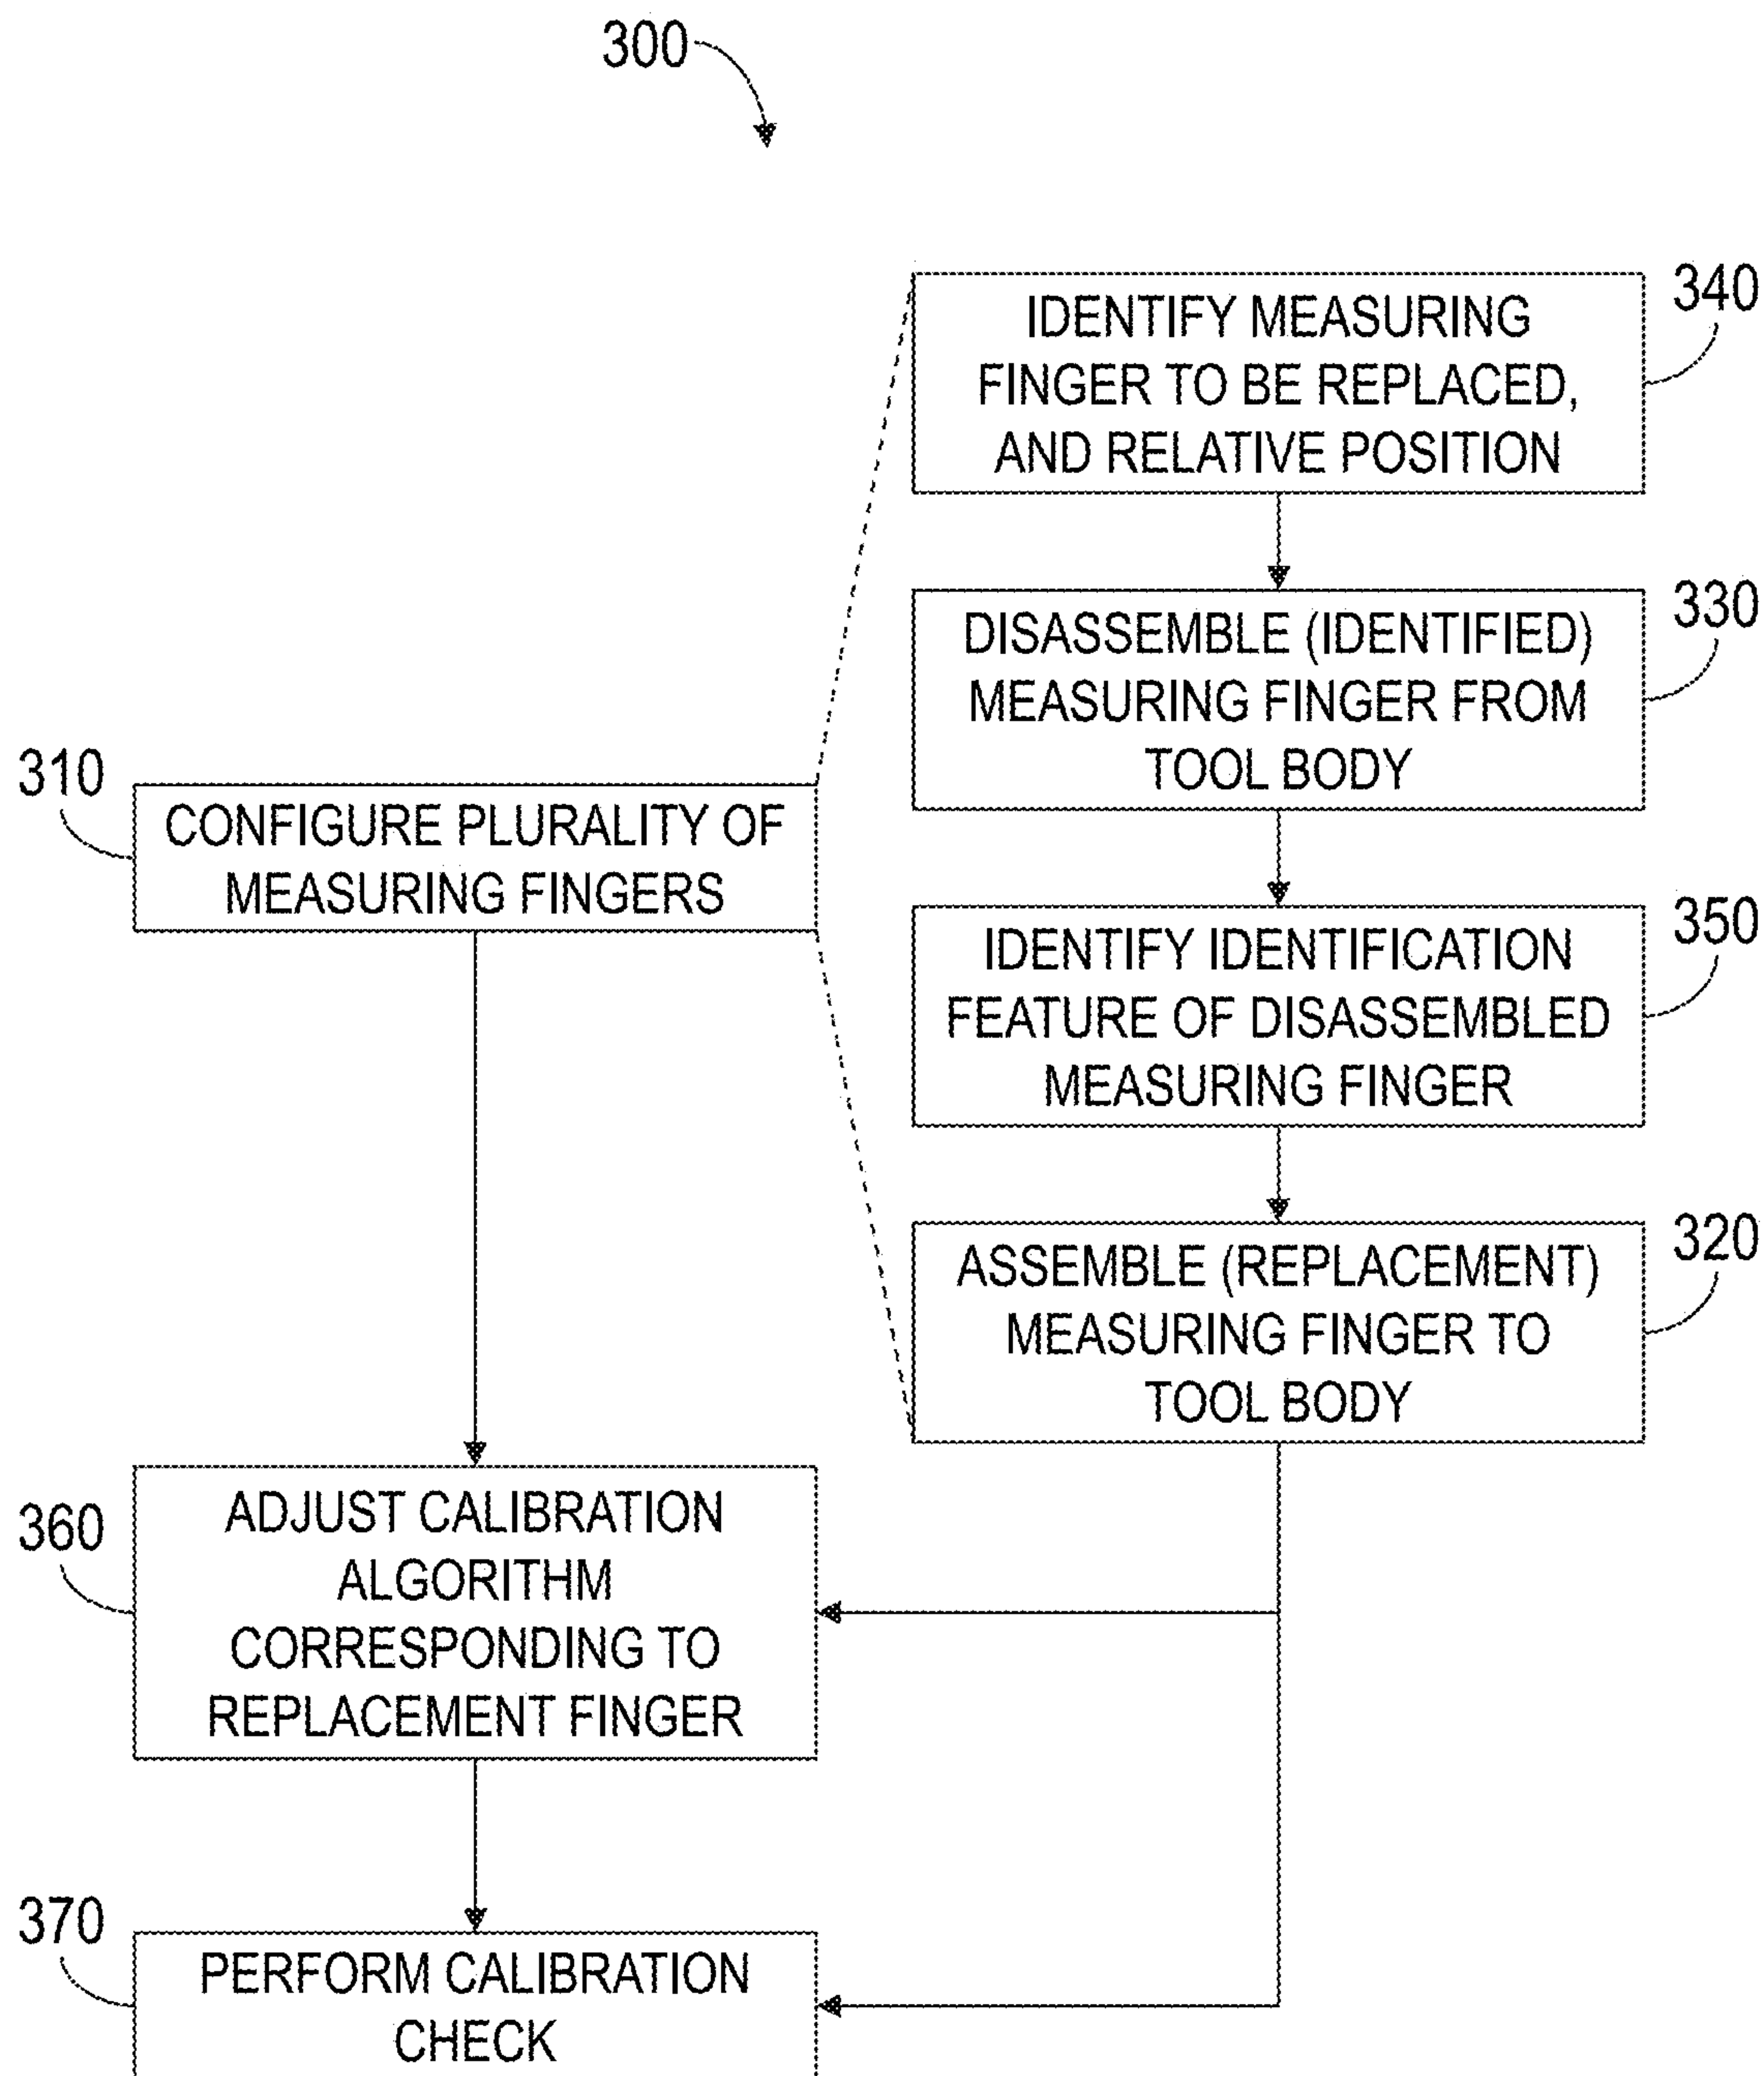 300
340
IDENTIFY MEASURING
FINGER TO BE REPLACED,
AND RELATIVE POSITION
330
DISASSEMBLE (IDENTIFIED)
MEASURING FINGER FROM
TOOL BODY
310
CONFIGURE PLURALITY OF
MEASURING FINGERS
350
IDENTIFY IDENTIFICATION
FEATURE OF DISASSEMBLED
MEASURING FINGER
320
ASSEMBLE (REPLACEMENT)
MEASURING FINGER TO
TOOL BODY
360
ADJUST CALIBRATION
ALGORITHM
CORRESPONDING TO
REPLACEMENT FINGER
370
PERFORM CALIBRATION
CHECK